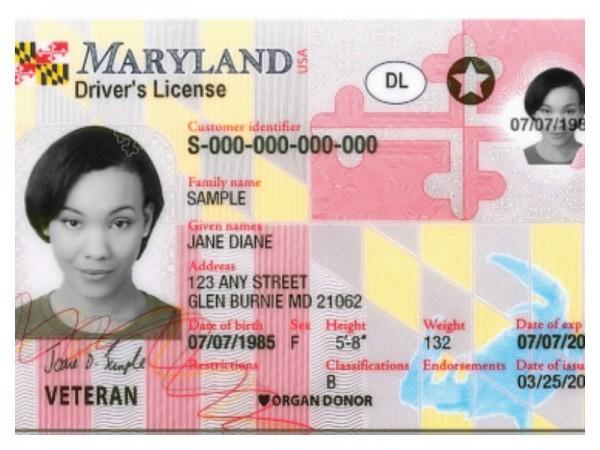 MARYLAND USA
Driver's License
DL
Customer identifier
S-000-000-000-000
07/07/198
Family name
SAMPLE
Given names
JANE DIANE
Address
123 ANY STREET
GLEN BURNIE MD 21062
Date of birth Sex Height Weight Date of exp
07/07/1985 F 5'-8" 132 07/07/20
Restrictions Classifications Endorsements Date of issu
B 03/25/20
Jane D. Sample
VETERAN
♥ORGAN DONOR